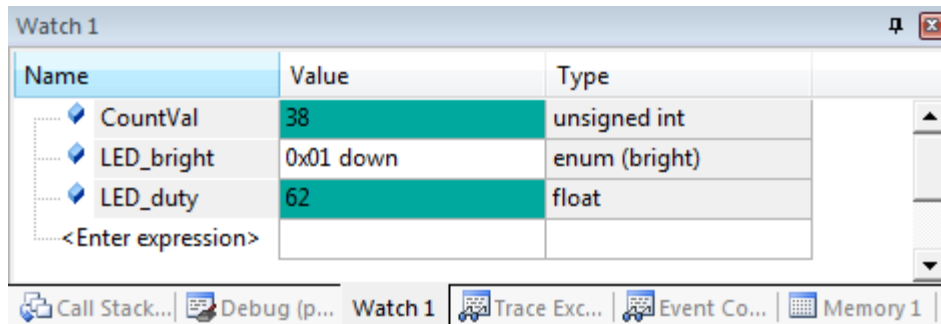 Watch 1
Name Value Type
CountVal 38 unsigned int
LED_bright 0x01 down enum (bright)
LED_duty 62 float
<Enter expression>
Call Stack... Debug (p... Watch 1 Trace Exc... Event Co... Memory 1